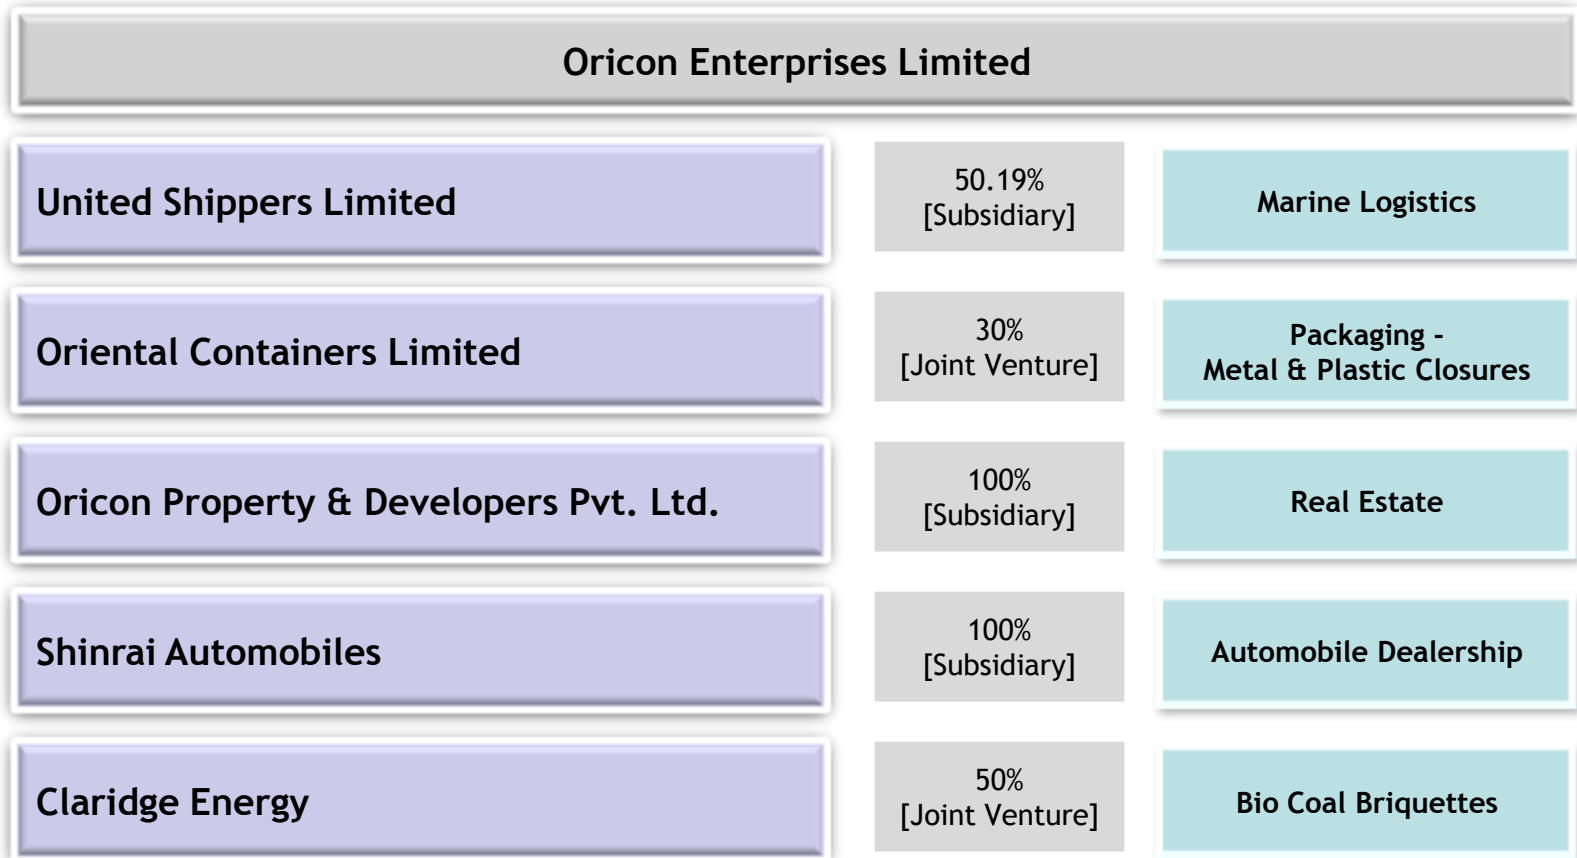 Oricon Enterprises Limited
United Shippers Limited
50.19%
[Subsidiary]
Marine Logistics
Oriental Containers Limited
30%
[Joint Venture]
Packaging -
Metal & Plastic Closures
Oricon Property & Developers Pvt. Ltd.
100%
[Subsidiary]
Real Estate
Shinrai Automobiles
100%
[Subsidiary]
Automobile Dealership
Claridge Energy
50%
[Joint Venture]
Bio Coal Briquettes